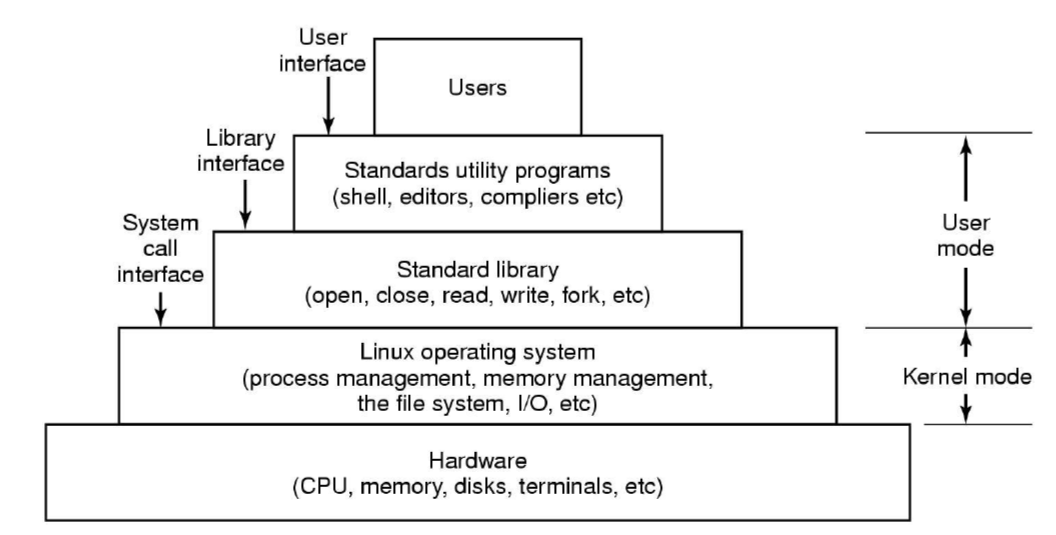 User
interface
Users
Library
interface
Standards utility programs
(shell, editors, compliers etc)
System
call
interface
User
mode
Standard library
(open, close, read, write, fork, etc)
Linux operating system
(process management, memory management,
the file system, I/O, etc)
Kernel mode
Hardware
(CPU, memory, disks, terminals, etc)